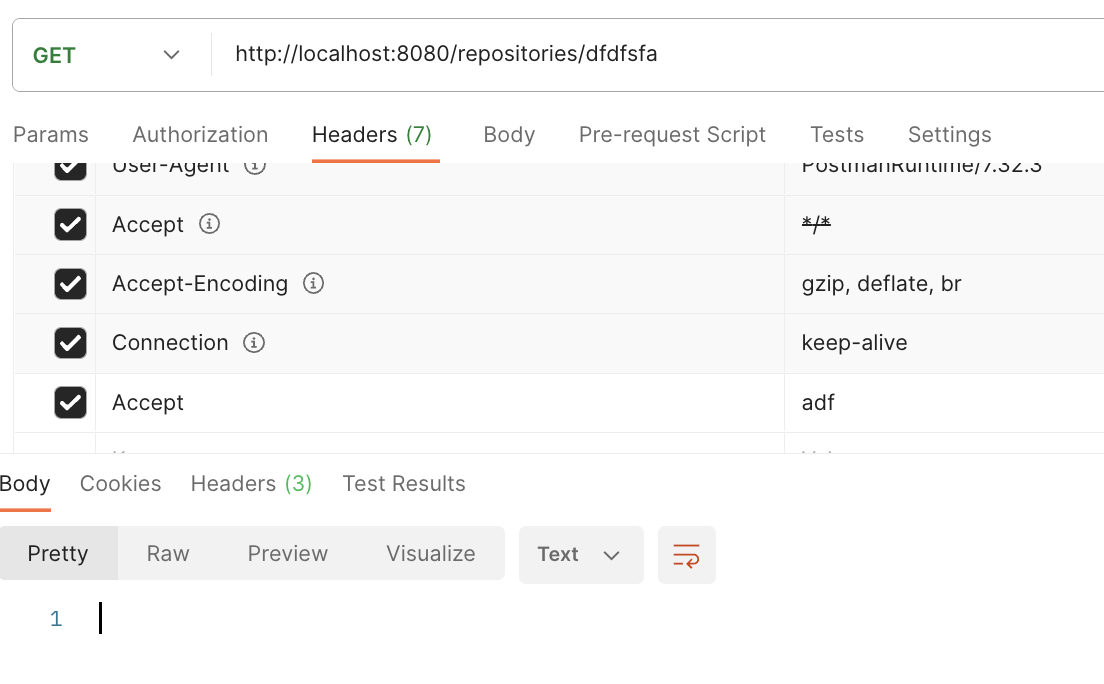 GET http://localhost:8080/repositories/dfdfsfa
Params Authorization Headers (7) Body Pre-request Script Tests Settings
User-Agent PostmanRuntime/7.32.3
Accept */*
Accept-Encoding gzip, deflate, br
Connection keep-alive
Accept adf
Body Cookies Headers (3) Test Results
Pretty Raw Preview Visualize Text
1